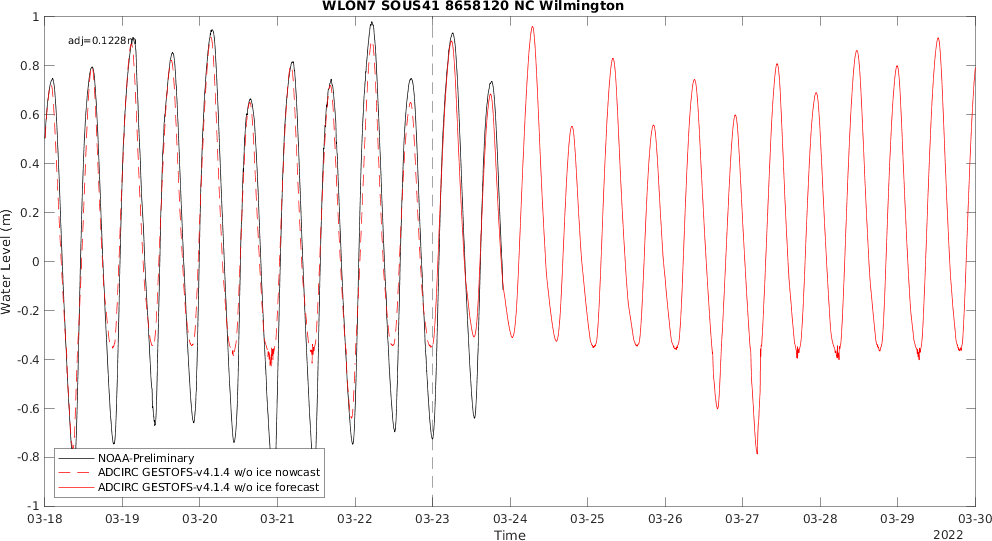 WLON7 SOUS41 8658120 NC Wilmington
adj=0.1228m
1
0.8
0.6
0.4
0.2
0
-0.2
-0.4
-0.6
-0.8
-1
Water Level (m)
NOAA-Preliminary
ADCIRC GESTOFS-v4.1.4 w/o ice nowcast
ADCIRC GESTOFS-v4.1.4 w/o ice forecast
03-18 03-19 03-20 03-21 03-22 03-23 03-24 03-25 03-26 03-27 03-28 03-29 03-30
Time
2022